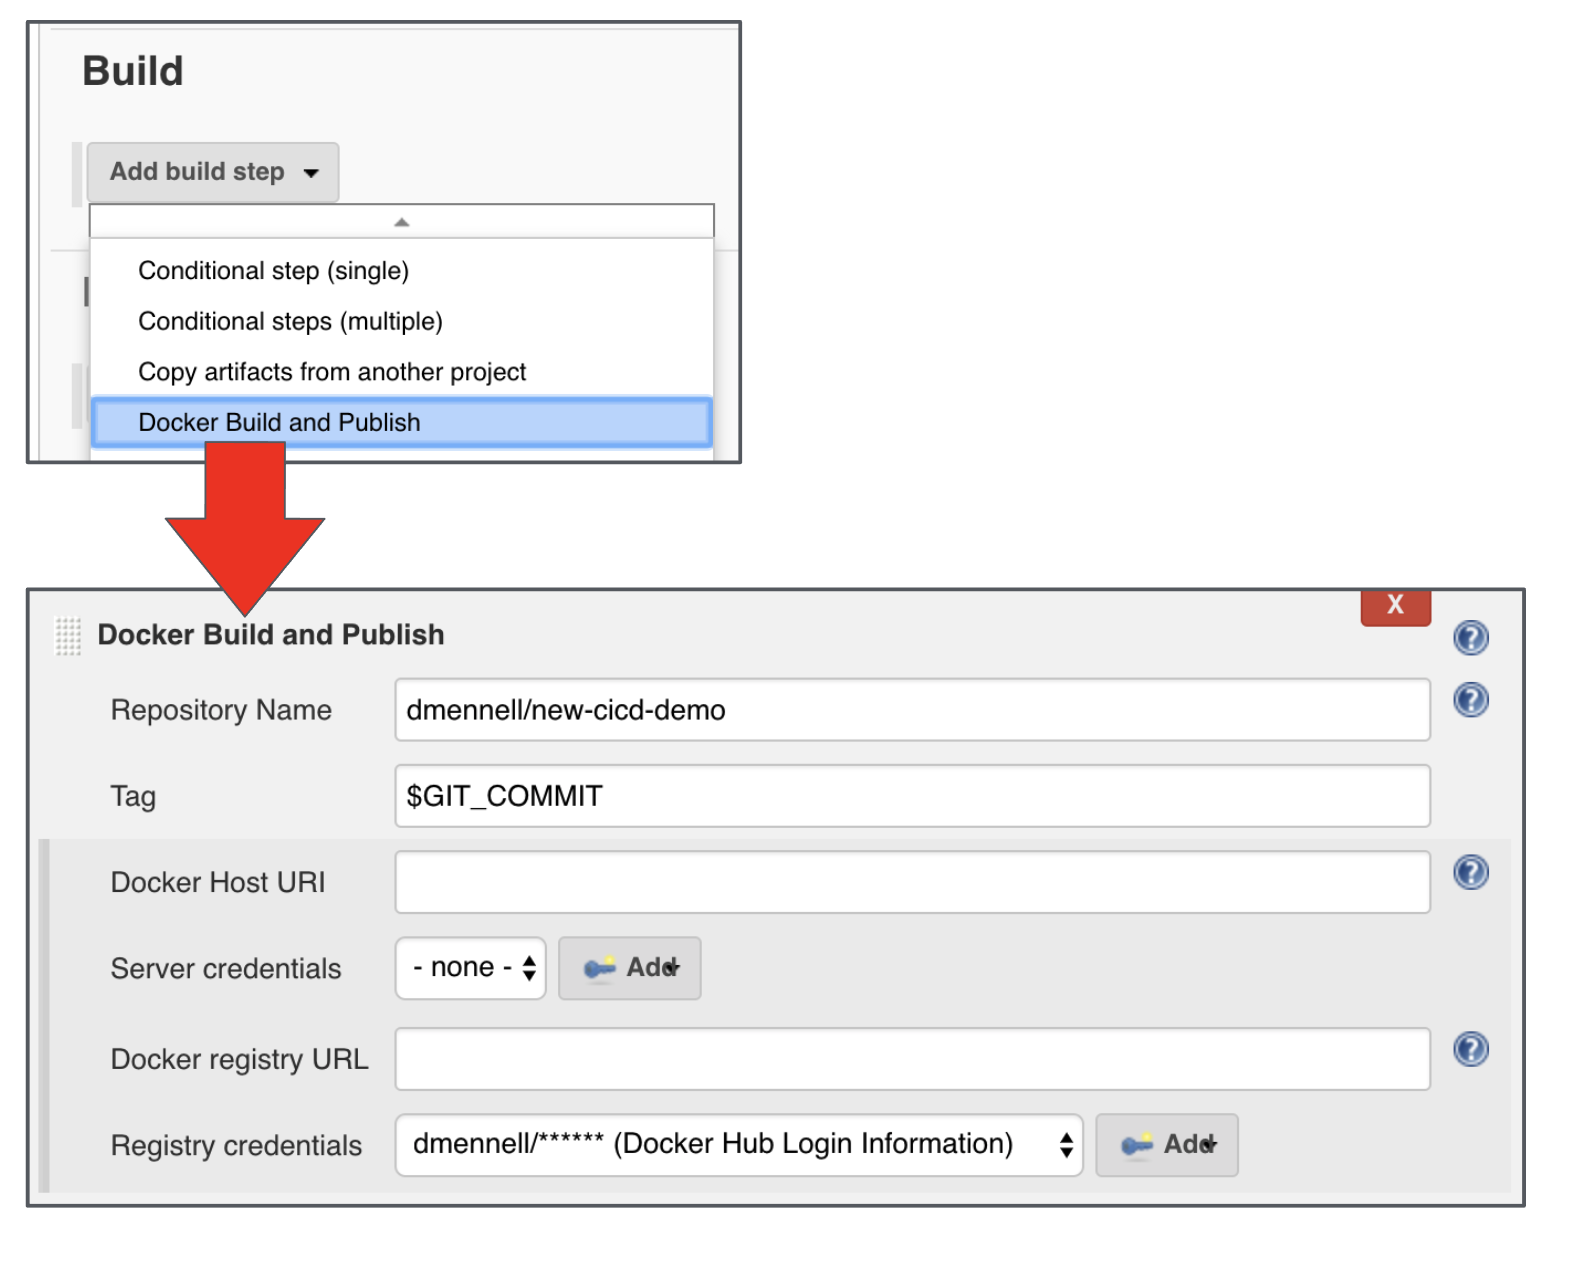 Build
Add build step
Conditional step (single)
Conditional steps (multiple)
Copy artifacts from another project
Docker Build and Publish
X
Docker Build and Publish
?
Repository Name dmennell/new-cicd-demo ?
Tag $GIT_COMMIT
Docker Host URI ?
Server credentials - none - Add
Docker registry URL ?
Registry credentials dmennell/****** (Docker Hub Login Information) Add